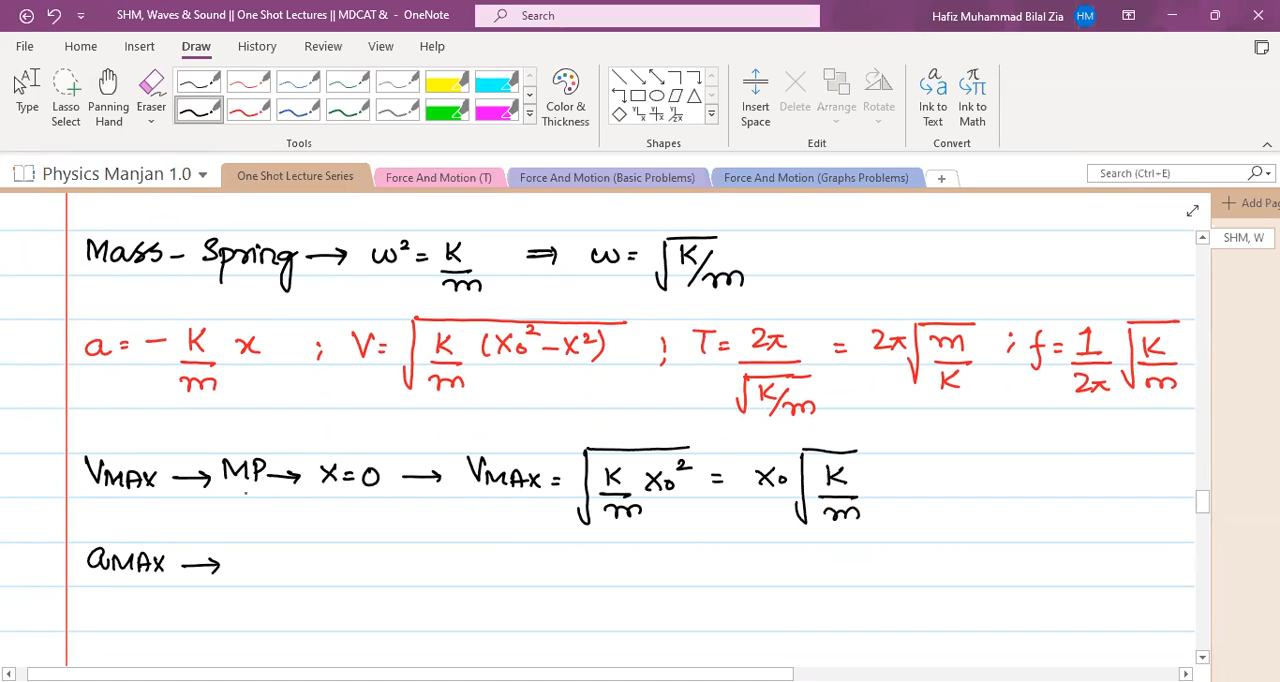 SHM, Waves & Sound || One Shot Lectures || MDCAT & - OneNote
Search
Hafiz Muhammad Bilal Zia HM
File Home Insert Draw View History Review View Help
Type Lasso Select Panning Hand Eraser Color & Thickness Insert Space Delete Arrange Rotate Ink to Text Ink to Math
Tools Shapes Edit Convert
Physics Manjan 1.0 One Shot Lecture Series Force And Motion (T) Force And Motion (Basic Problems) Force And Motion (Graphs Problems) Search (Ctrl+E)
Add Pag
SHM, W
Mass - Spring → ω² = K/m ⇒ ω = √K/m
a = - K/m x ; V = √K/m (x₀² - x²) ; T = 2π/√K/m = 2π√m/K ; f = 1/2π √K/m
VMAX → MP → x = 0 → VMAX = √K/m x₀² = x₀ √K/m
aMAX →